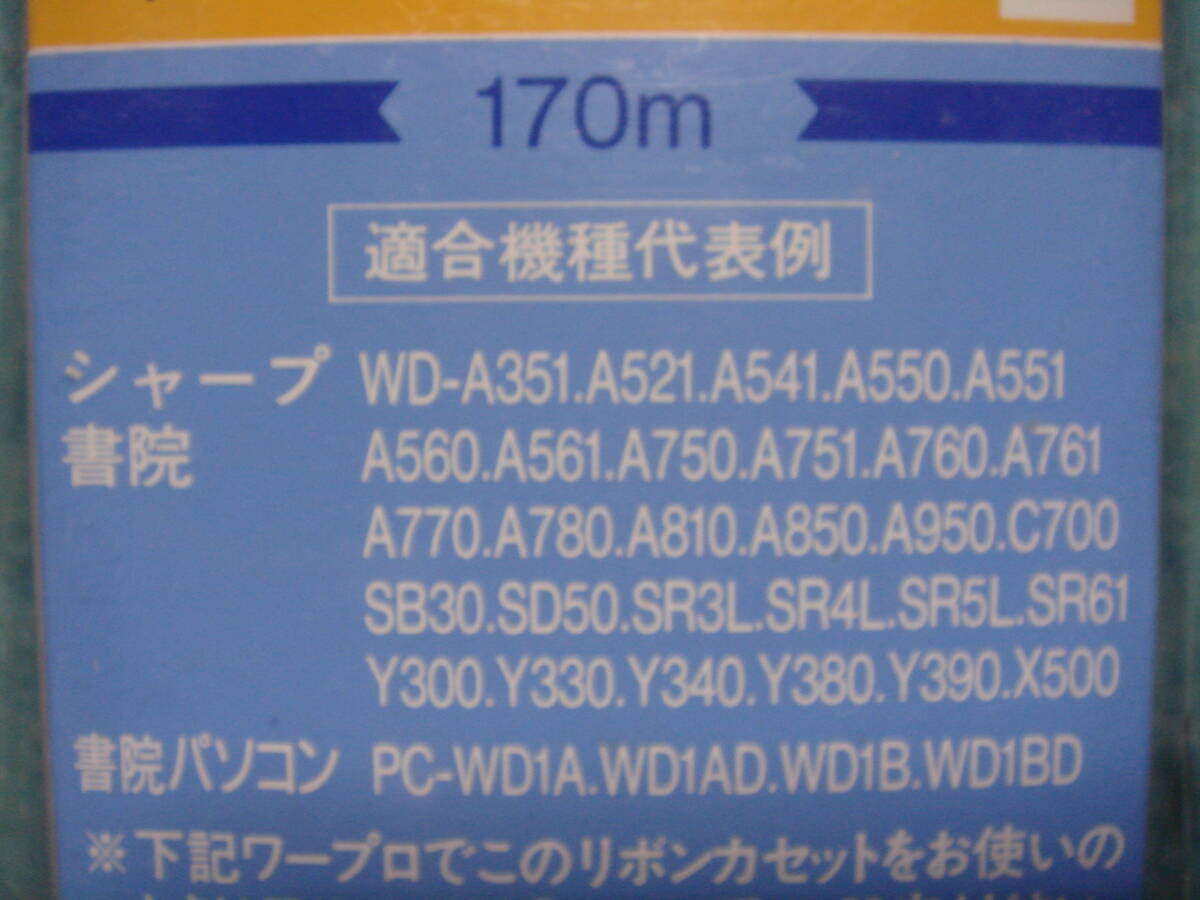 170m
適合機種代表例
シャープ WD-A351.A521.A541.A550.A551
書院 A560.A561.A750.A751.A760.A761
A770.A780.A810.A850.A950.C700
SB30.SD50.SR3L.SR4L.SR5L.SR61
Y300.Y330.Y340.Y380.Y390.X500
書院パソコン PC-WD1A.WD1AD.WD1B.WD1BD
※下記ワープロでこのリボンカセットをお使いの